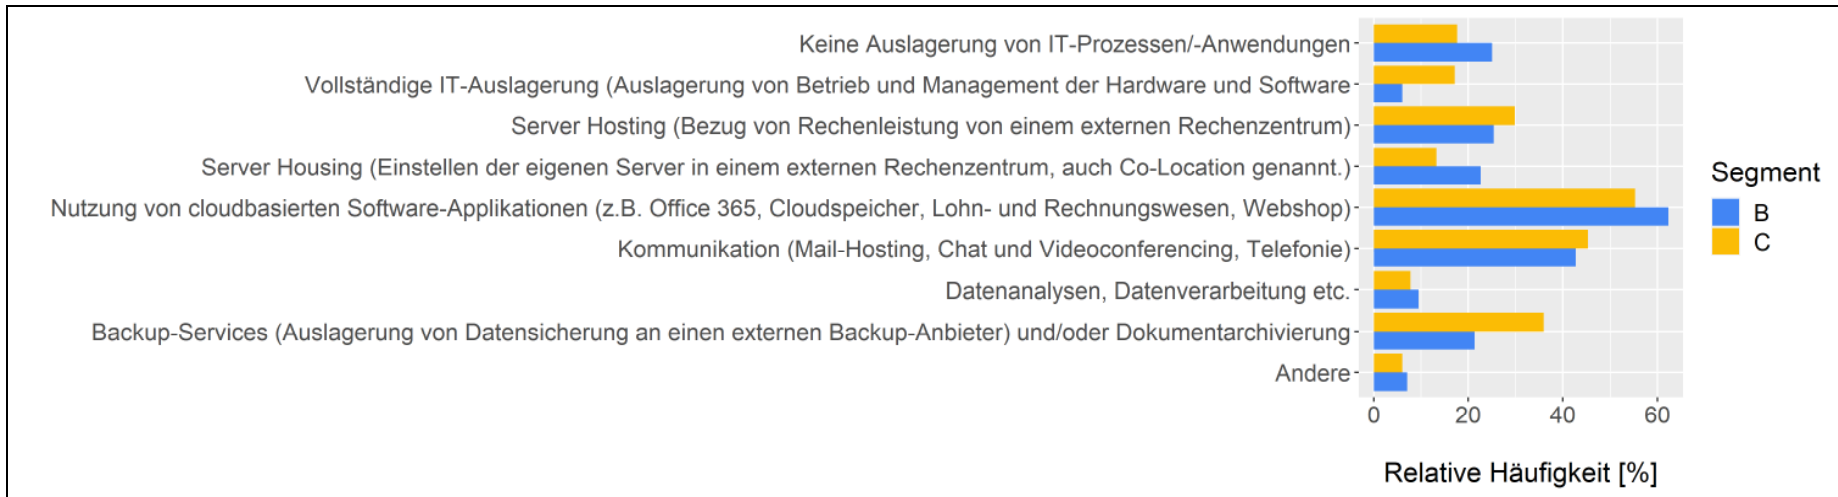 Keine Auslagerung von IT-Prozessen/-Anwendungen
Vollständige IT-Auslagerung (Auslagerung von Betrieb und Management der Hardware und Software
Server Hosting (Bezug von Rechenleistung von einem externen Rechenzentrum)
Server Housing (Einstellen der eigenen Server in einem externen Rechenzentrum, auch Co-Location genannt.)
Nutzung von cloudbasierten Software-Applikationen (z.B. Office 365, Cloudspeicher, Lohn- und Rechnungswesen, Webshop)
Kommunikation (Mail-Hosting, Chat und Videoconferencing, Telefonie)
Datenanalysen, Datenverarbeitung etc.
Backup-Services (Auslagerung von Datensicherung an einen externen Backup-Anbieter) und/oder Dokumentarchivierung
Andere
0 20 40 60
Relative Häufigkeit [%]
Segment
B
C